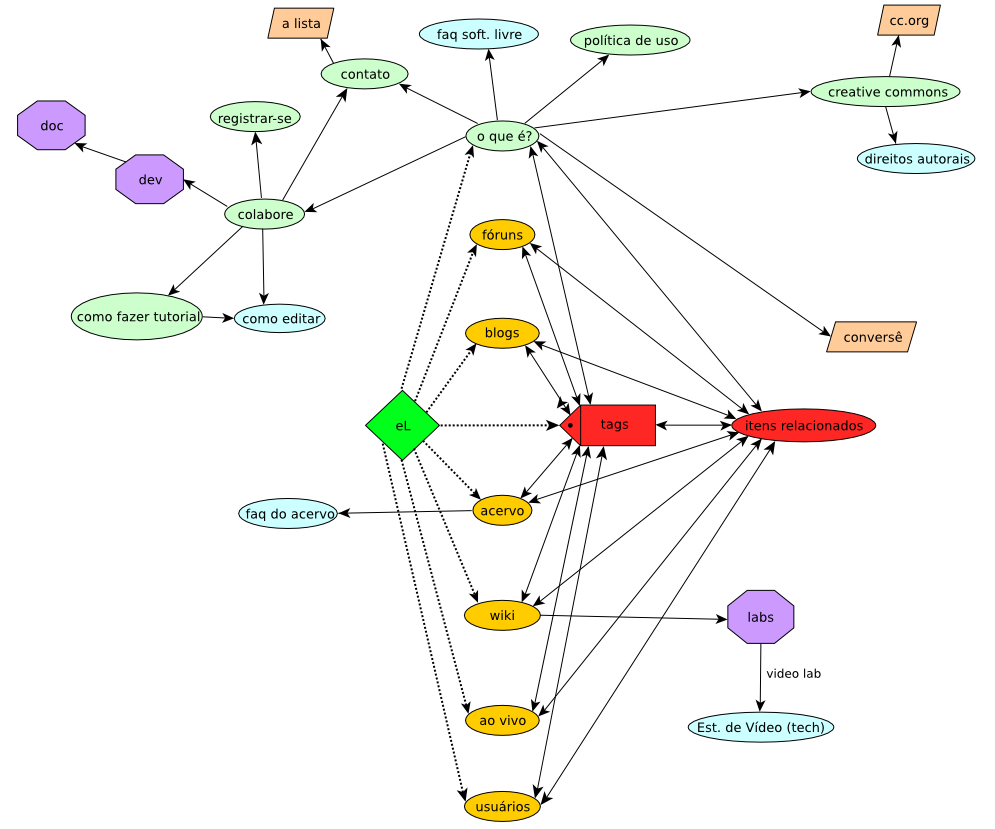 a lista
cc.org
faq soft. livre
política de uso
contato
creative commons
registrar-se
doc
o que é?
direitos autorais
dev
colabore
fóruns
como fazer tutorial
como editar
blogs
conversê
eL
tags
itens relacionados
faq do acervo
acervo
wiki
labs
video lab
ao vivo
Est. de Vídeo (tech)
usuários